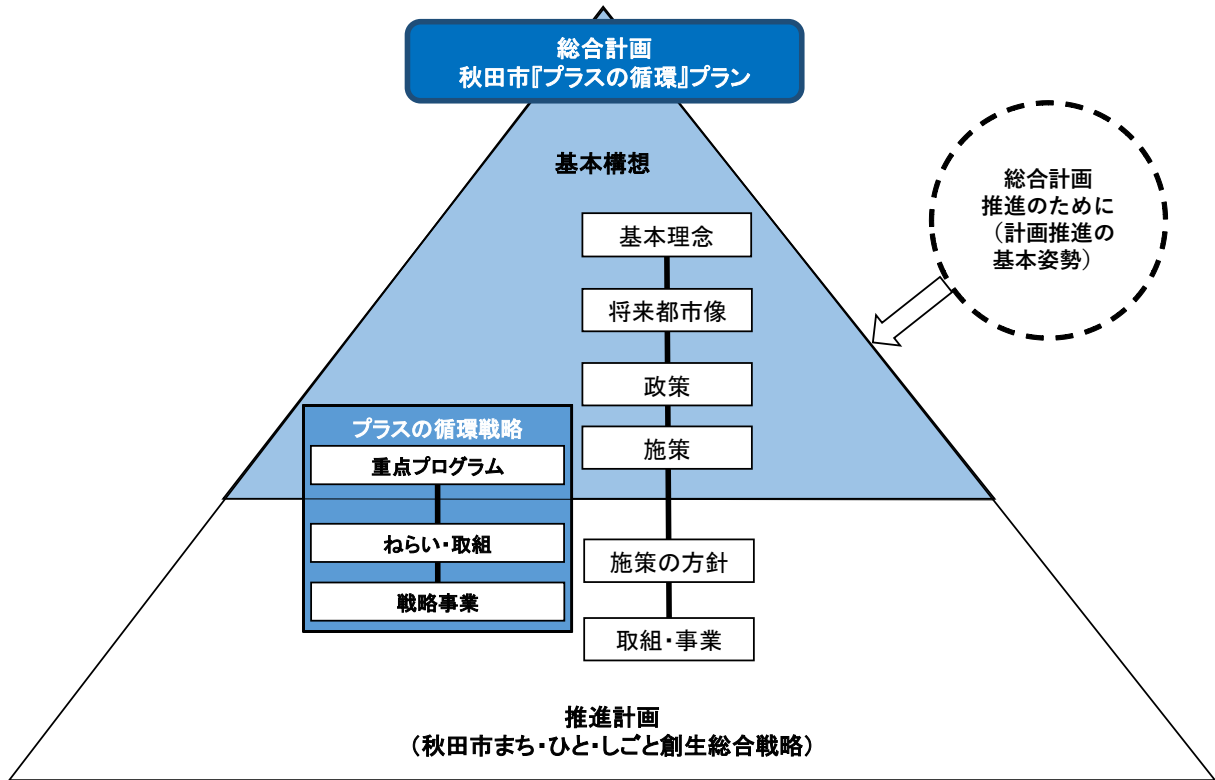 総合計画
秋田市『プラスの循環』プラン
基本構想
総合計画
推進のために
（計画推進の
基本姿勢）
基本理念
将来都市像
政策
施策
プラスの循環戦略
重点プログラム
ねらい・取組
戦略事業
施策の方針
取組・事業
推進計画
（秋田市まち・ひと・しごと創生総合戦略）